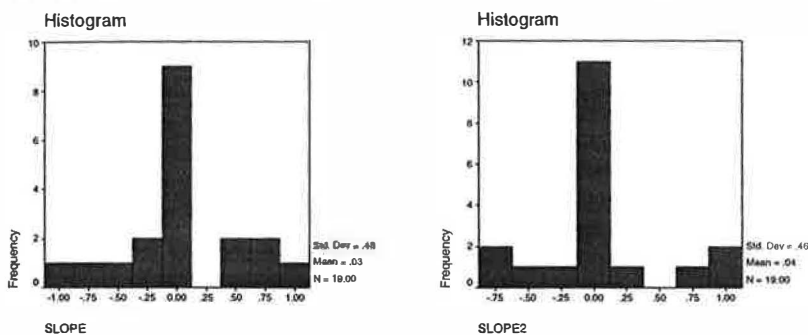 Histogram
10
8
6
4
2
0
Frequency
-1.00 -.75 -.50 -.25 0.00 .25 .50 .75 1.00
Std. Dev = .48
Mean = .03
N = 19.00
SLOPE
Histogram
12
10
8
6
4
2
0
Frequency
-.75 -.50 -.25 0.00 .25 .50 .75 1.00
Std. Dev = .46
Mean = .04
N = 19.00
SLOPE2